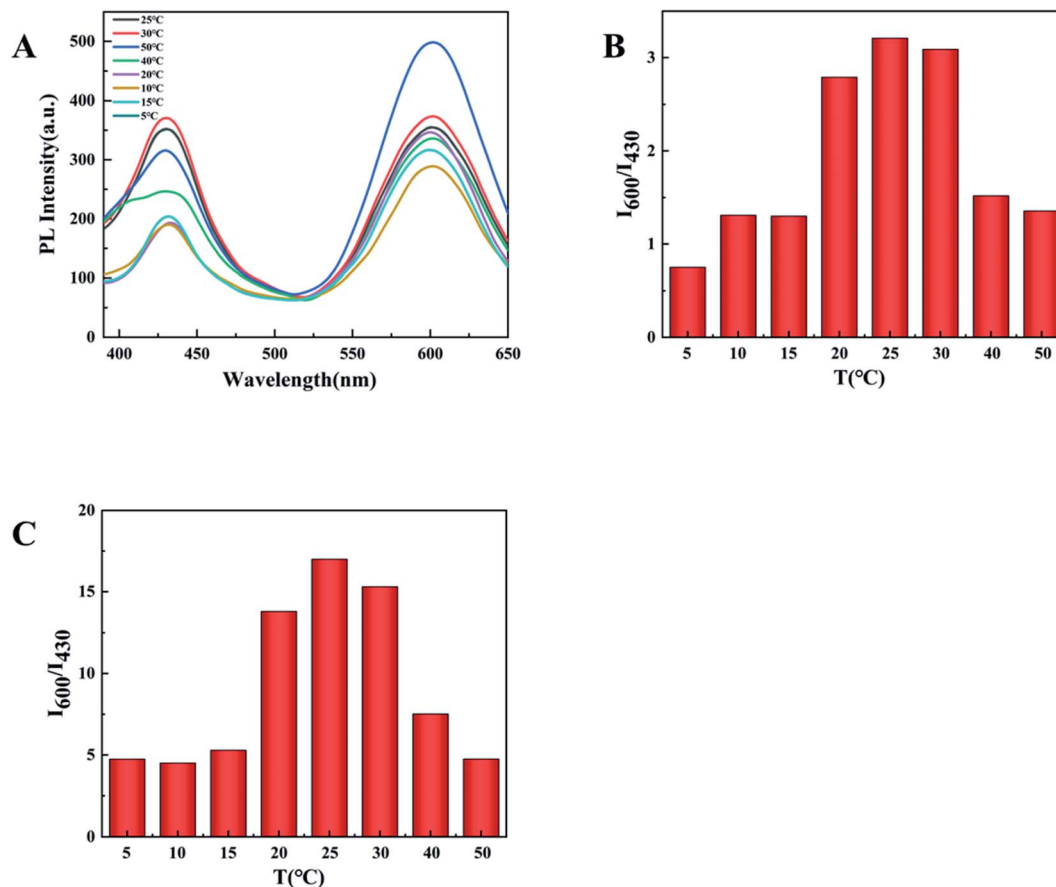 A
25°C
30°C
50°C
40°C
20°C
10°C
15°C
5°C
500
400
300
200
100
0
PL Intensity(a.u.)
400 450 500 550 600 650
Wavelength(nm)
B
3
2
1
0
I600/I430
5 10 15 20 25 30 40 50
T(°C)
C
20
15
10
5
0
I600/I430
5 10 15 20 25 30 40 50
T(°C)